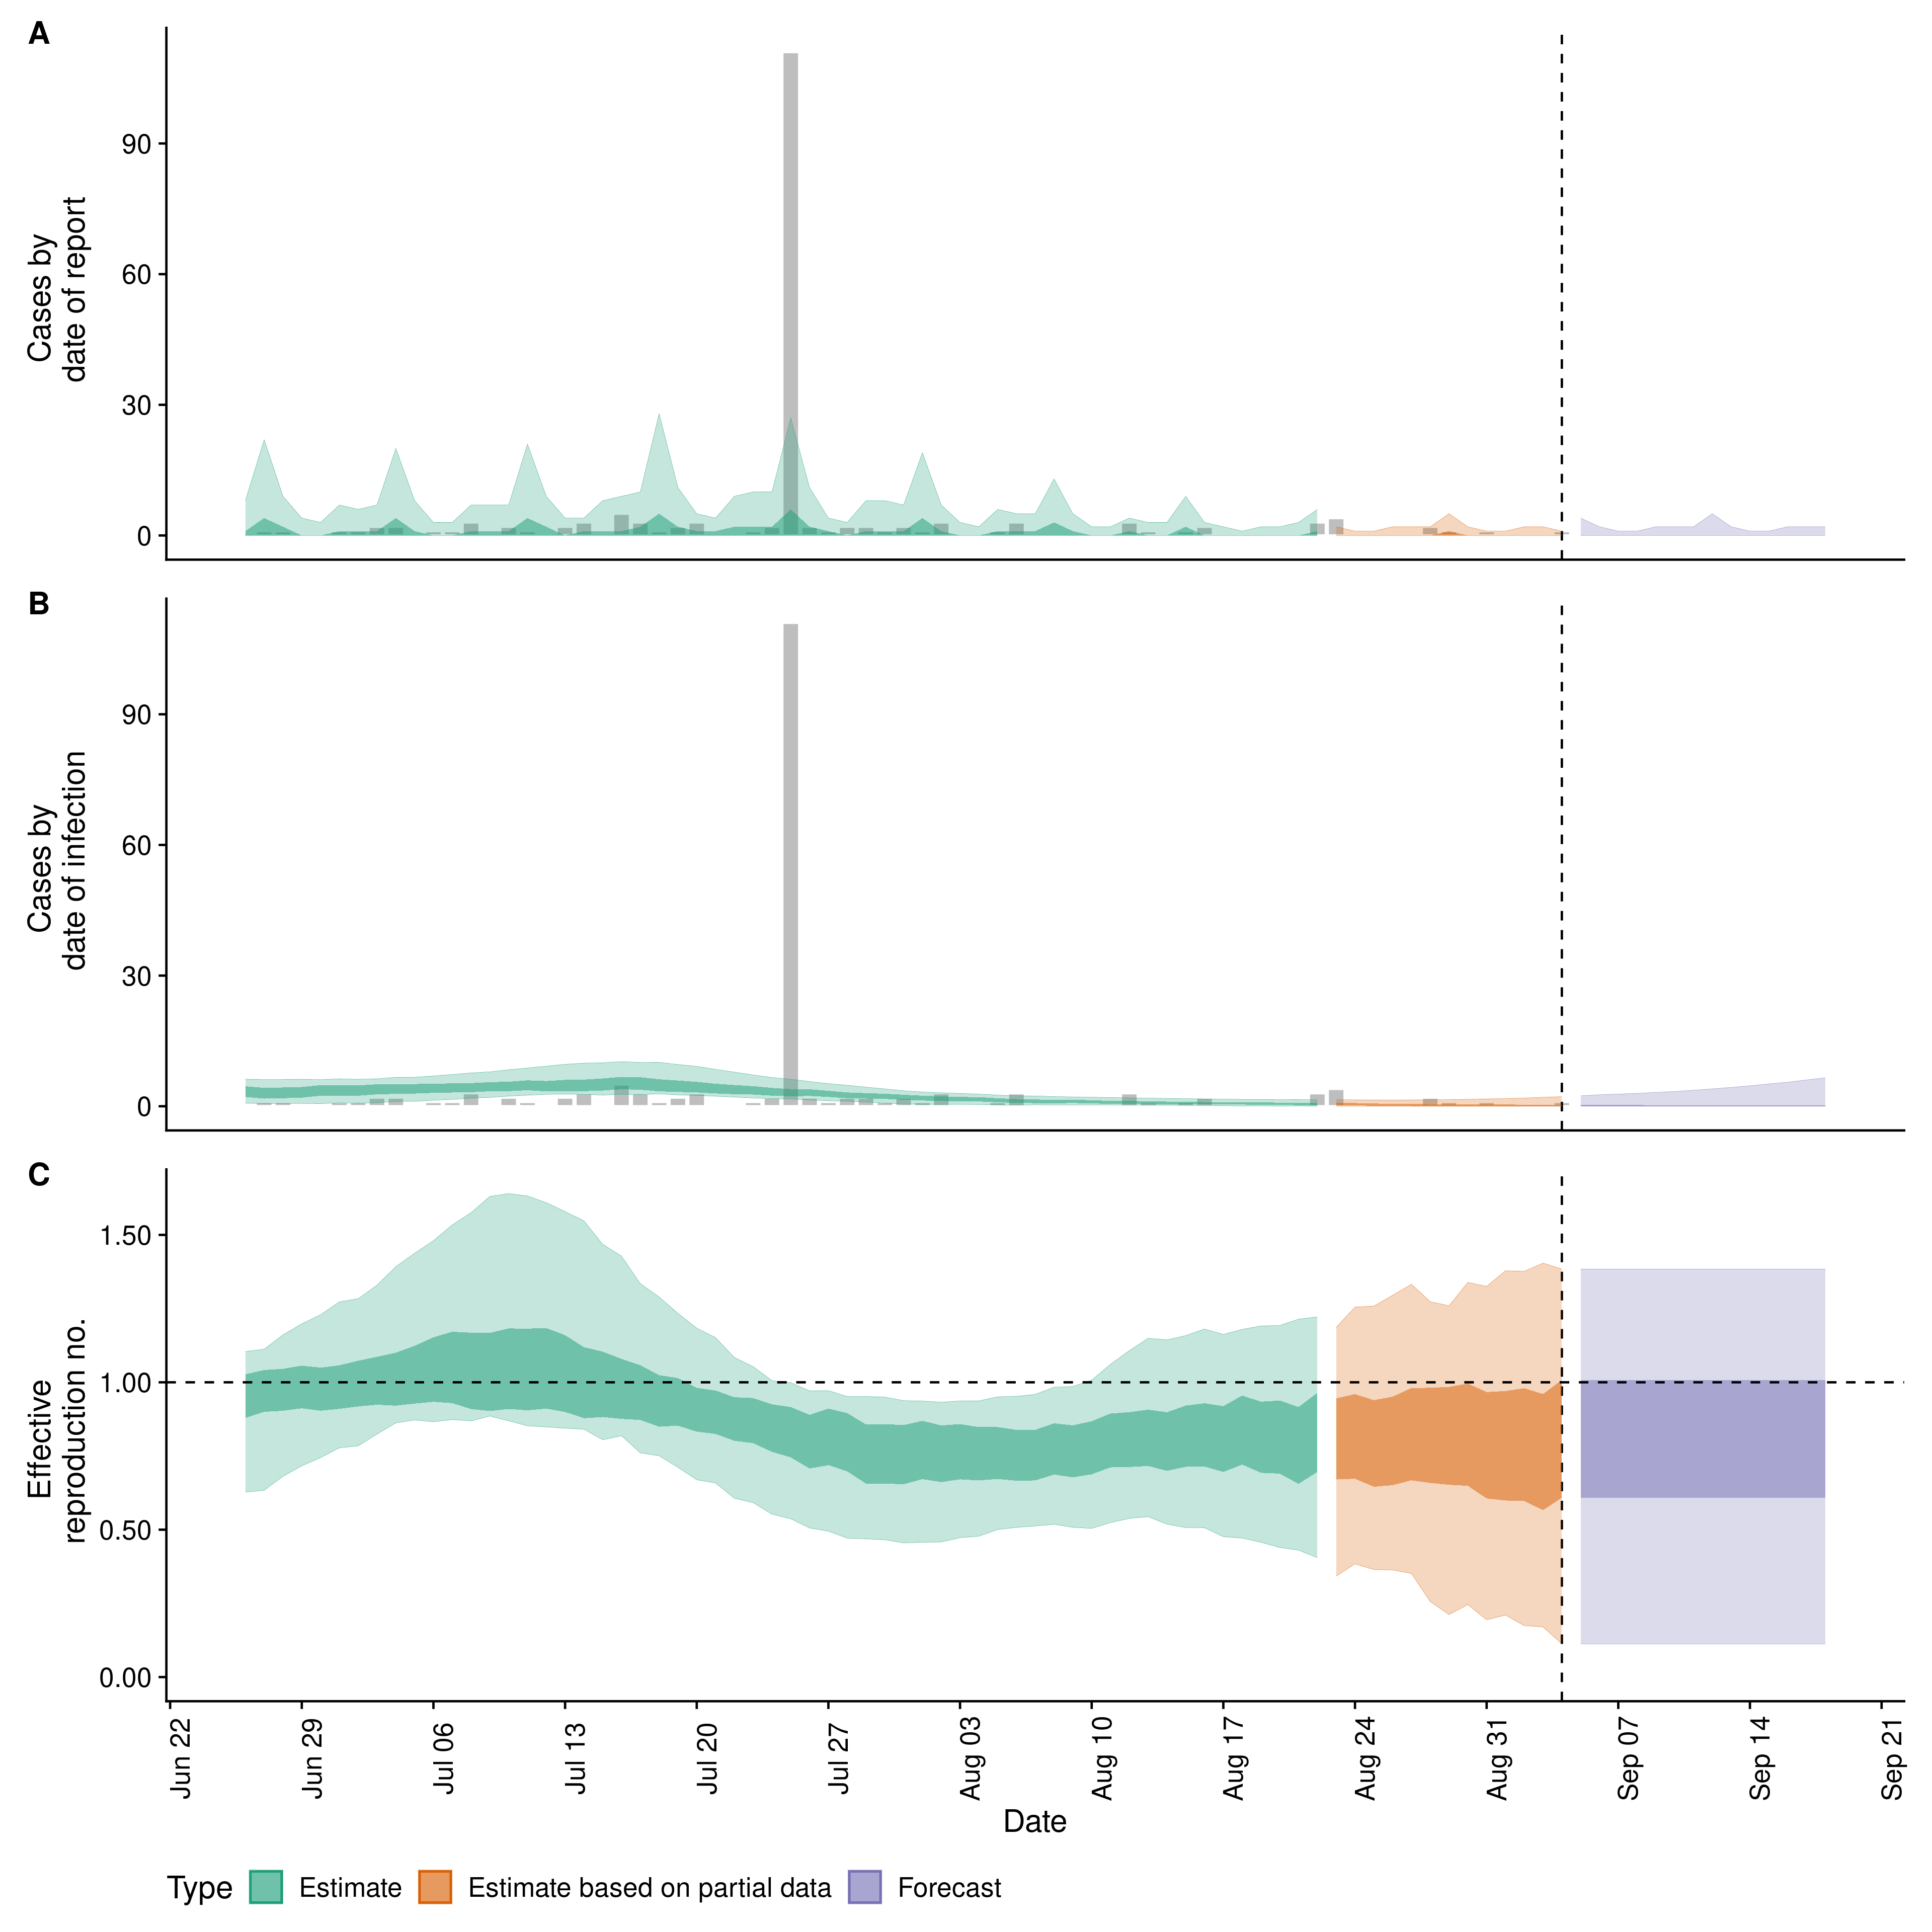 A
Cases by
date of report
90
60
30
0
B
Cases by
date of infection
90
60
30
0
C
Effective
reproduction no.
1.50
1.00
0.50
0.00
Jun 22
Jun 29
Jul 06
Jul 13
Jul 20
Jul 27
Aug 03
Aug 10
Aug 17
Aug 24
Aug 31
Sep 07
Sep 14
Sep 21
Date
Type Estimate Estimate based on partial data Forecast